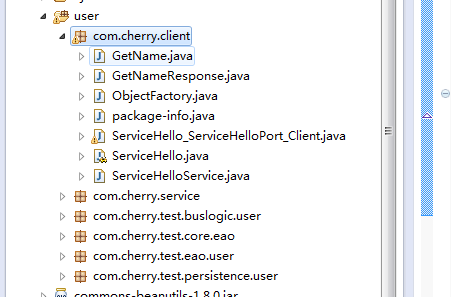 user
com.cherry.client
GetName.java
GetNameResponse.java
ObjectFactory.java
package-info.java
ServiceHello_ServiceHelloPort_Client.java
ServiceHello.java
ServiceHelloService.java
com.cherry.service
com.cherry.test.buslogic.user
com.cherry.test.core.eao
com.cherry.test.eao.user
com.cherry.test.persistence.user
commons-beanutils-1.8.0.jar